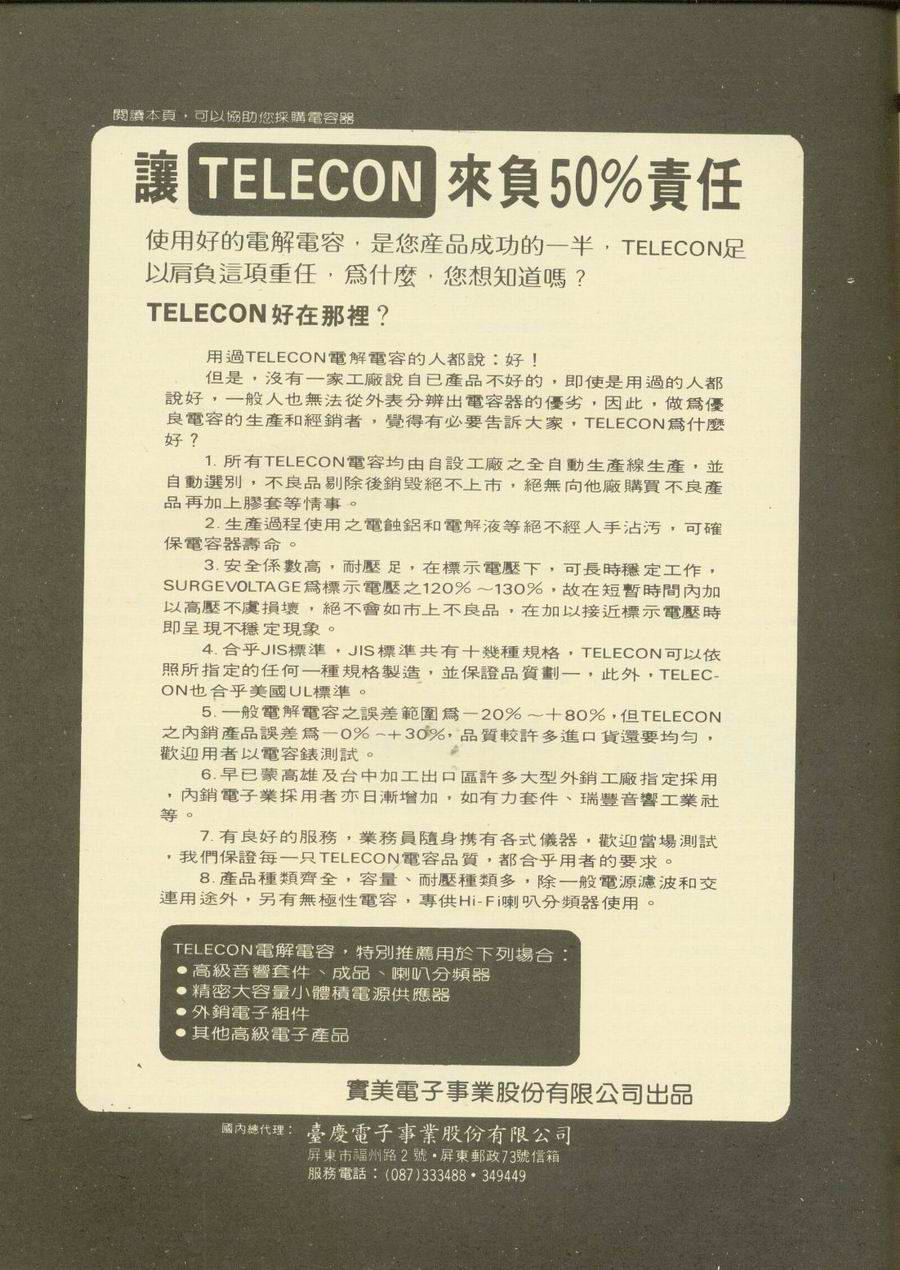 閱讀本頁，可以協助您採購電容器
讓 TELECON 來負50%責任
使用好的電解電容，是您產品成功的一半，TELECON足
以肩負這項重任，爲什麼，您想知道嗎？
TELECON好在那裡？
用過TELECON電解電容的人都說：好！
但是，沒有一家工廠說自已產品不好的，即使是用過的人都
說好，一般人也無法從外表分辨出電容器的優劣，因此，做爲優
良電容的生產和經銷者，覺得有必要告訴大家，TELECON爲什麼
好？
1. 所有TELECON電容均由自設工廠之全自動生產線生產，並
自動選別，不良品剔除後銷毀絕不上市，絕無向他廠購買不良產
品再加上膠套等情事。
2. 生產過程使用之電蝕鋁和電解液等絕不經人手沾汚，可確
保電容器壽命。
3. 安全係數高，耐壓足，在標示電壓下，可長時穩定工作，
SURGEVOLTAGE爲標示電壓之120%～130%，故在短暫時間內加
以高壓不虞損壞，絕不會如市上不良品，在加以接近標示電壓時
即呈現不穩定現象。
4. 合乎JIS標準，JIS標準共有十幾種規格，TELECON可以依
照所指定的任何一種規格製造，並保證品質劃一，此外，TELEC-
ON也合乎美國UL標準。
5. 一般電解電容之誤差範圍爲－20%～＋80%，但TELECON
之內銷產品誤差爲－0%～＋30%，品質較許多進口貨還要均勻，
歡迎用者以電容錶測試。
6. 早已蒙高雄及台中加工出口區許多大型外銷工廠指定採用
，內銷電子業採用者亦日漸增加，如有力套件、瑞豐音響工業社
等。
7. 有良好的服務，業務員隨身攜有各式儀器，歡迎當場測試
，我們保證每一只TELECON電容品質，都合乎用者的要求。
8. 產品種類齊全，容量、耐壓種類多，除一般電源濾波和交
連用途外，另有無極性電容，專供Hi-Fi喇叭分頻器使用。
TELECON電解電容，特別推薦用於下列場合：
●高級音響套件、成品、喇叭分頻器
●精密大容量小體積電源供應器
●外銷電子組件
●其他高級電子產品
實美電子事業股份有限公司出品
國內總代理：臺慶電子事業股份有限公司
屏東市福州路2號•屏東郵政73號信箱
服務電話：(087)333488•349449